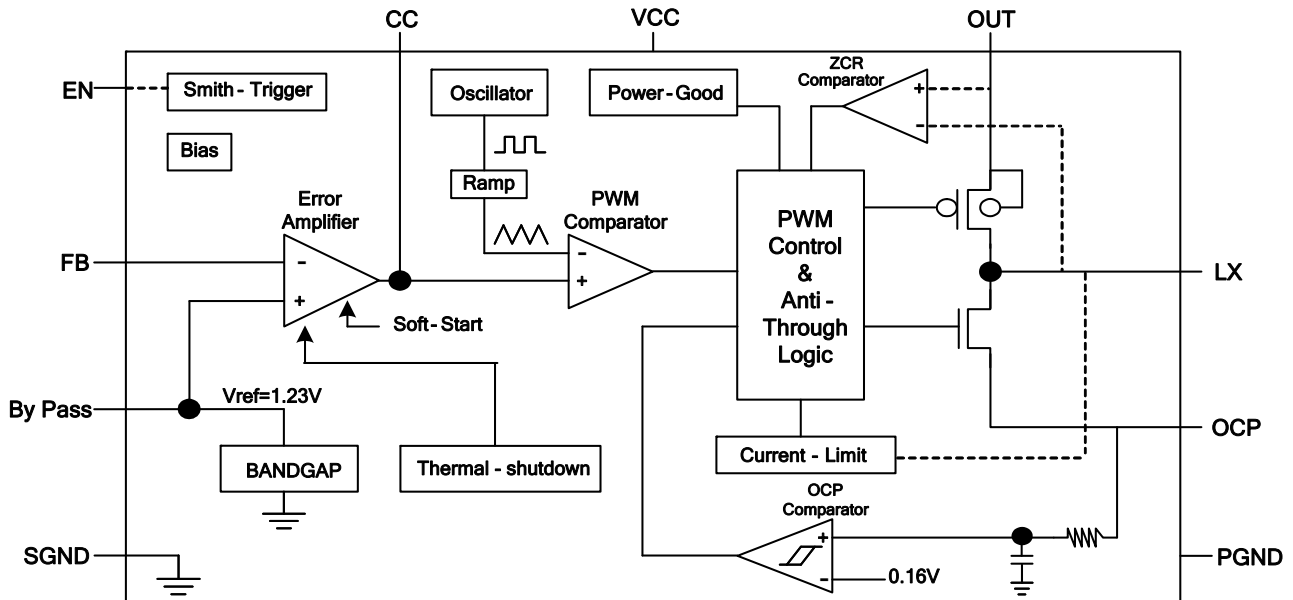 CC
VCC
OUT
EN
Smith - Trigger
Oscillator
Power - Good
ZCR
Comparator
+
-
Bias
Ramp
Error
Amplifier
PWM
Comparator
PWM
Control
&
Anti -
Through
Logic
FB
-
+
-
+
LX
Soft - Start
By Pass
Vref=1.23V
BANDGAP
Thermal - shutdown
Current - Limit
OCP
OCP
Comparator
+
-
0.16V
SGND
PGND